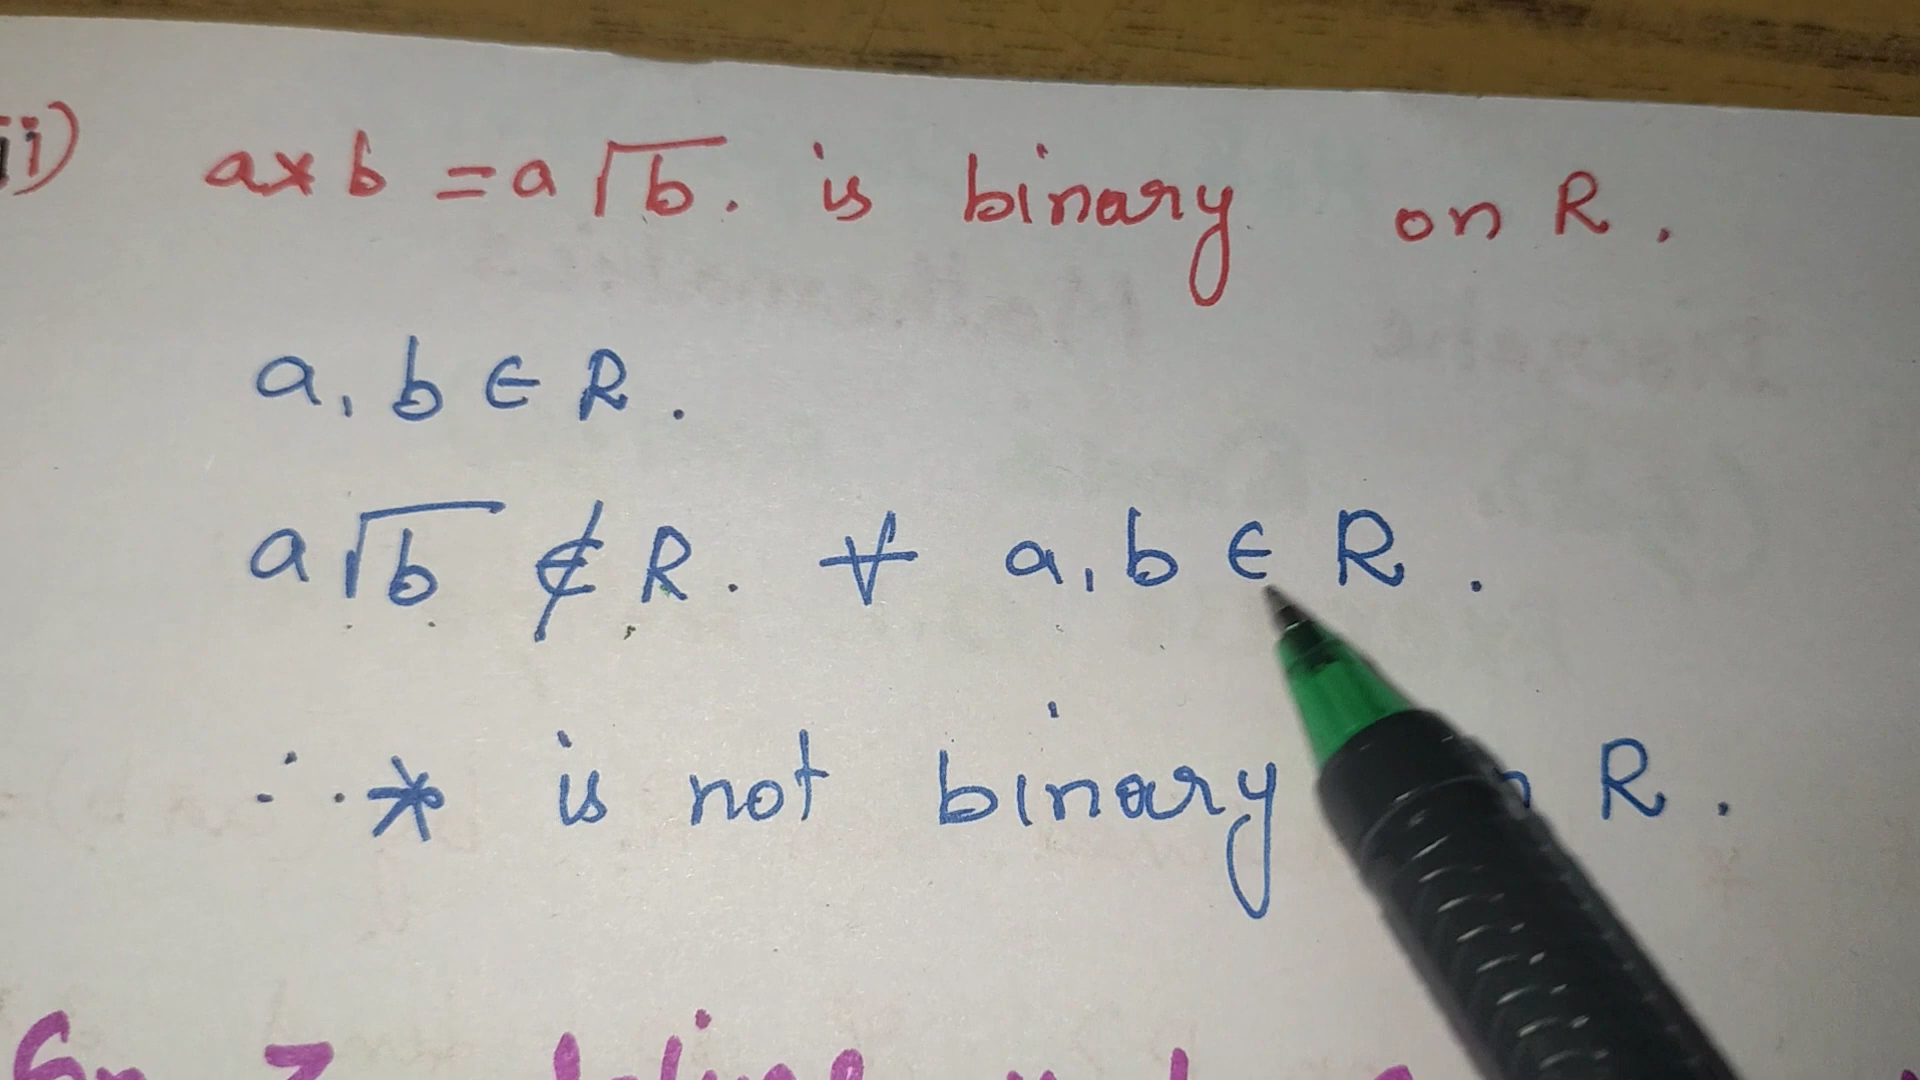 ii) a * b = a √b . is binary on R .
a, b ∈ R .
a √b ∉ R . ∀ a, b ∈ R .
∴ * is not binary R .